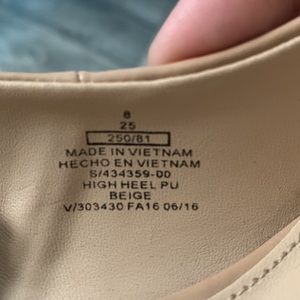 8
25
250/81
MADE IN VIETNAM
HECHO EN VIETNAM
S/434359-00
HIGH HEEL PU
BEIGE
V/303430 FA16 06/16